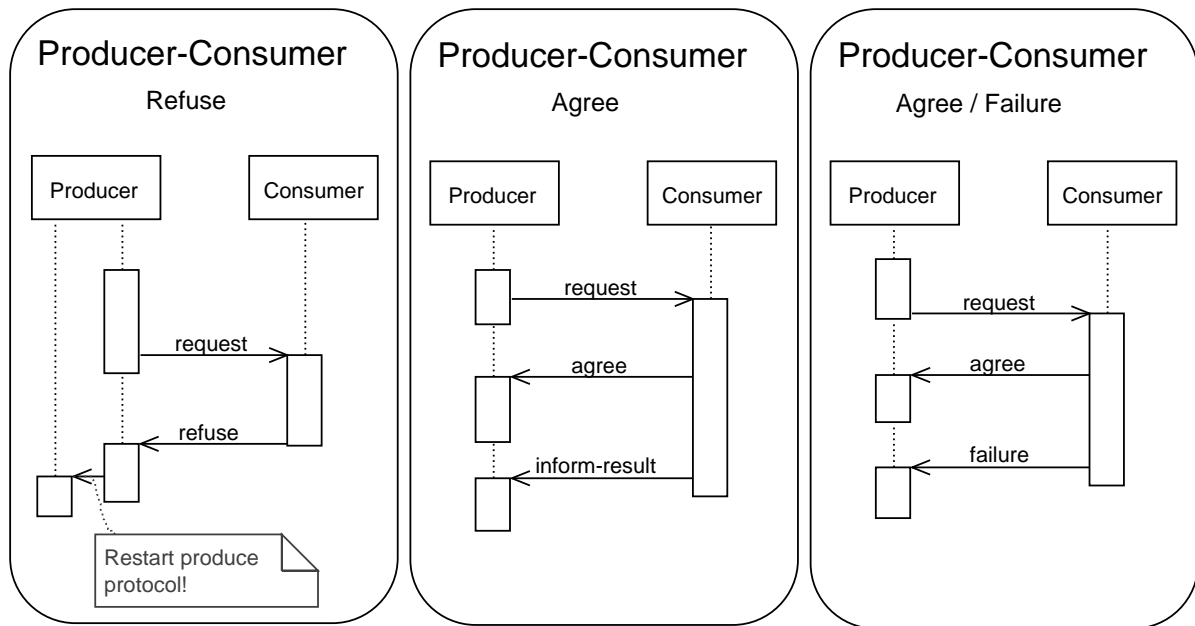 Producer-Consumer
Refuse
Producer
Consumer
request
refuse
Restart produce
protocol!
Producer-Consumer
Agree
Producer
Consumer
request
agree
inform-result
Producer-Consumer
Agree / Failure
Producer
Consumer
request
agree
failure